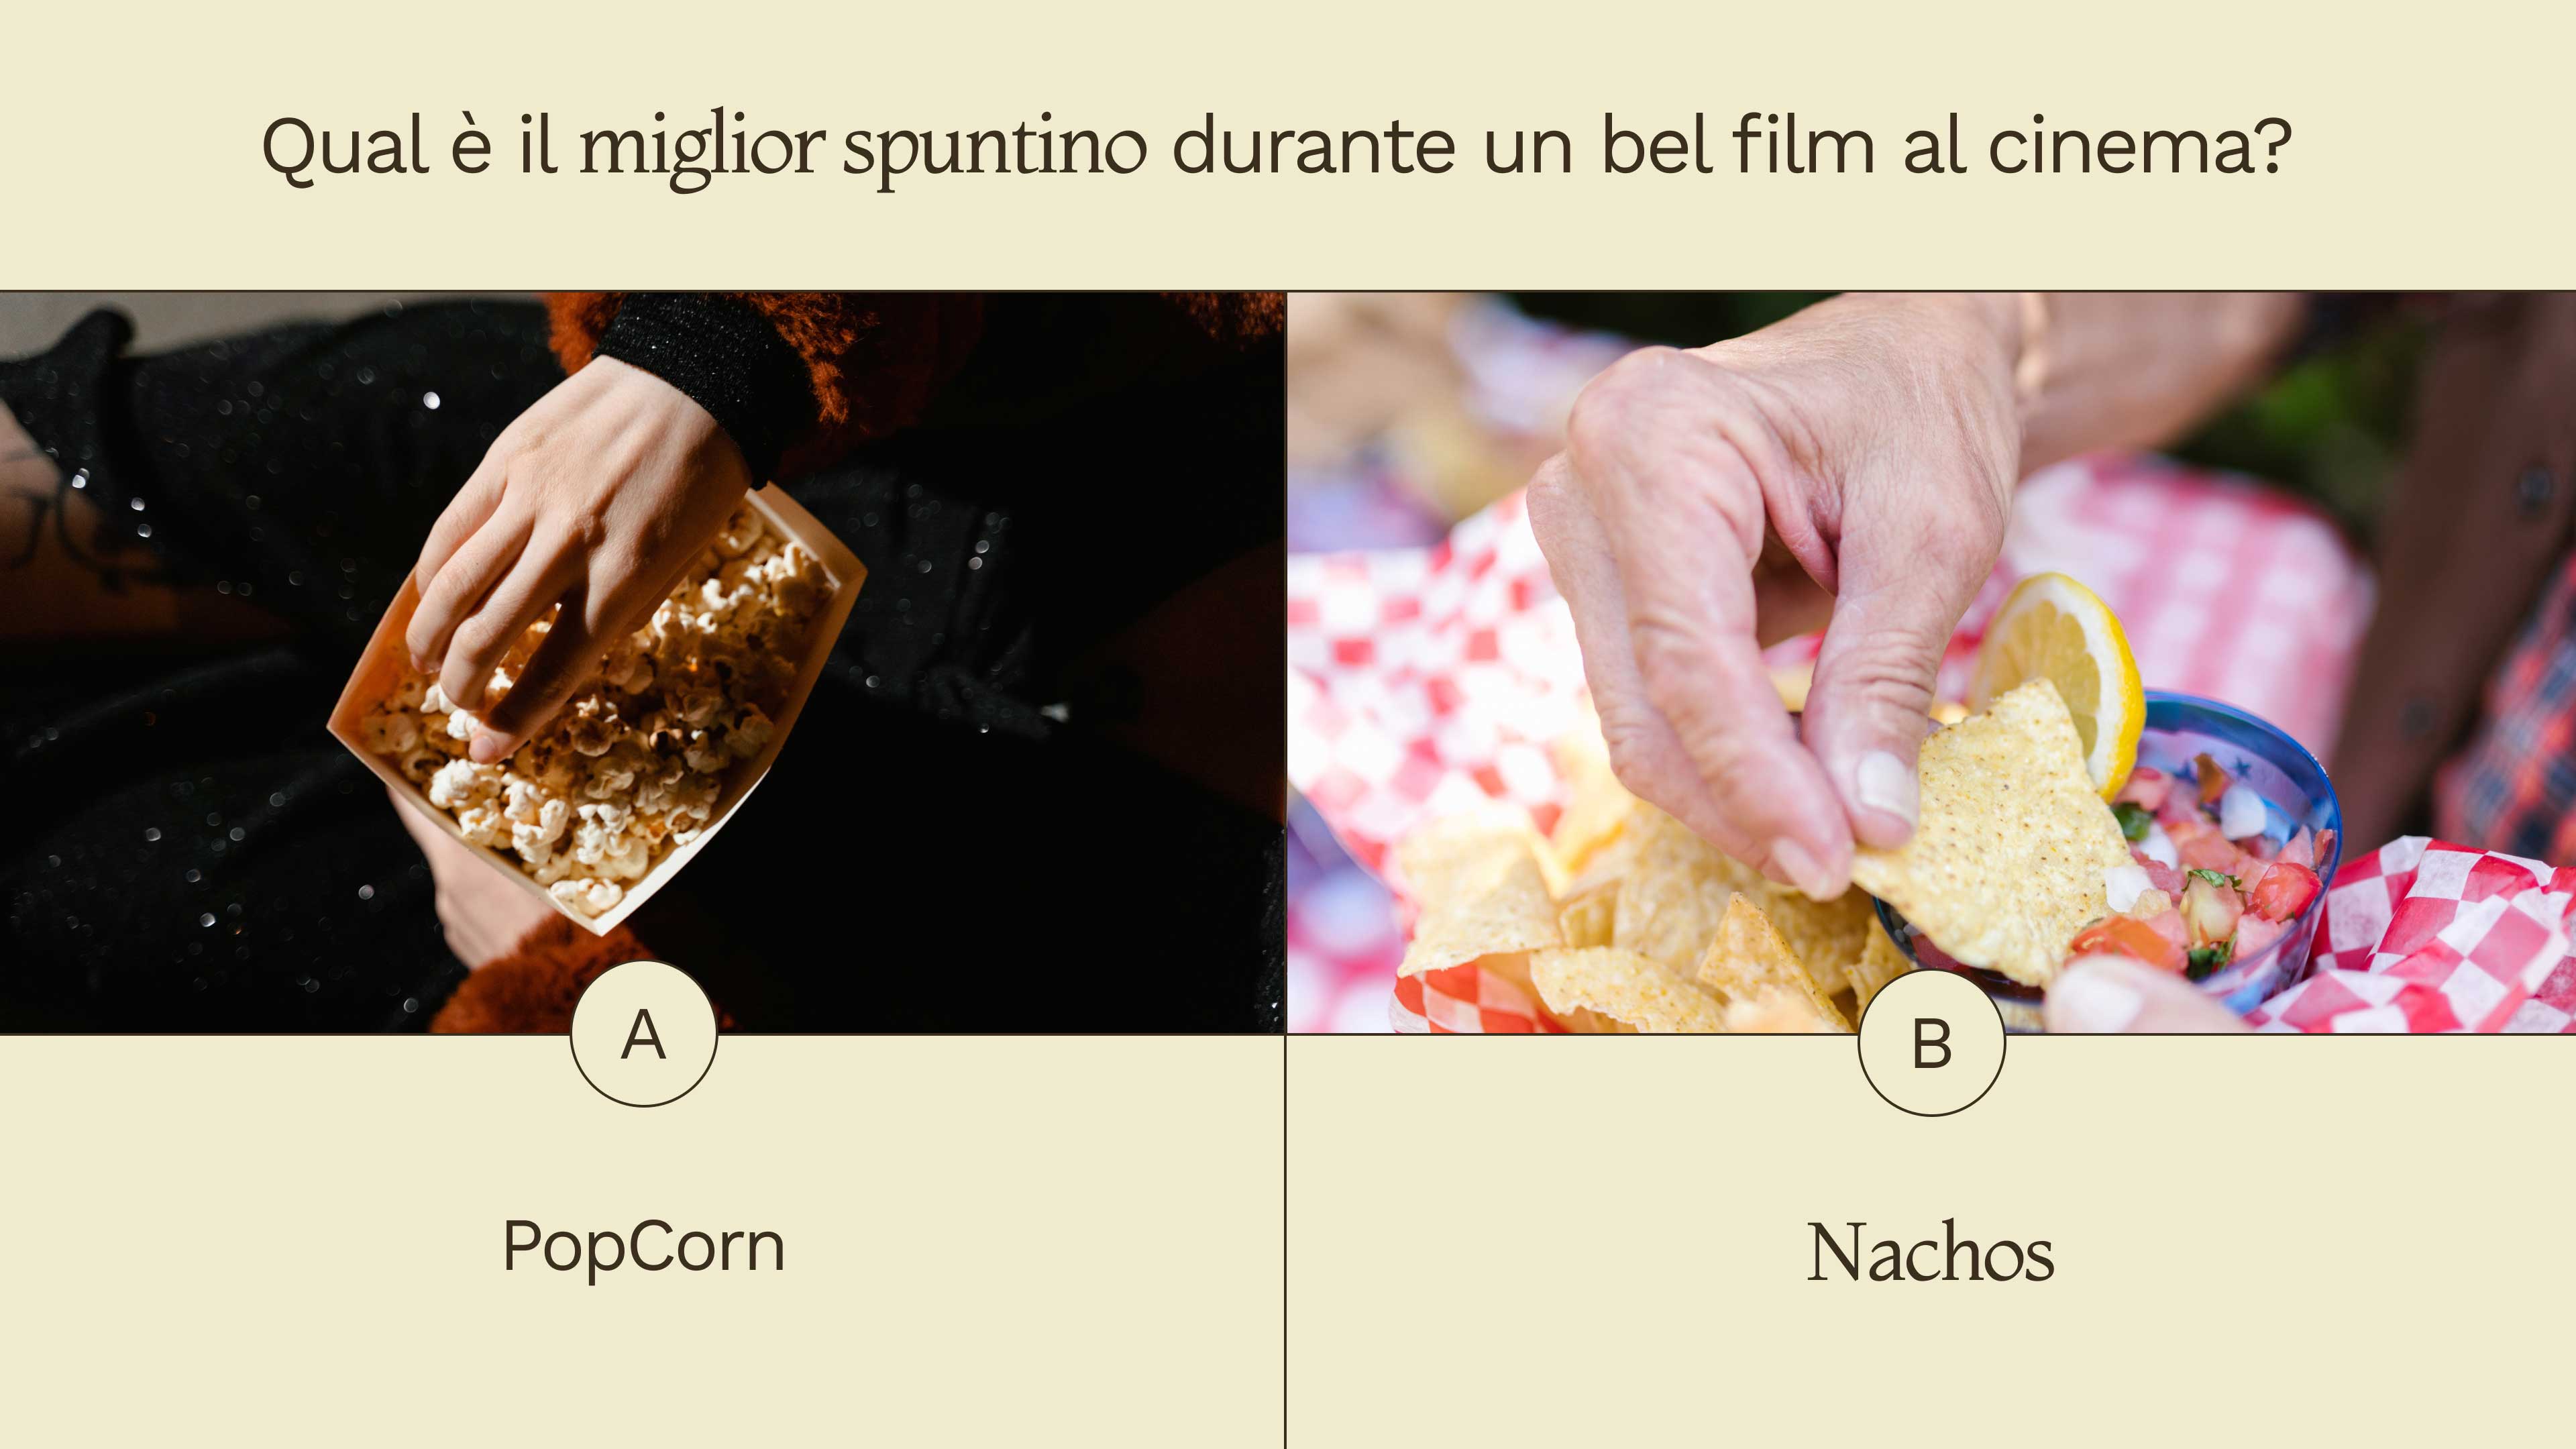 Qual è il miglior spuntino durante un bel film al cinema?
A
B
PopCorn
Nachos